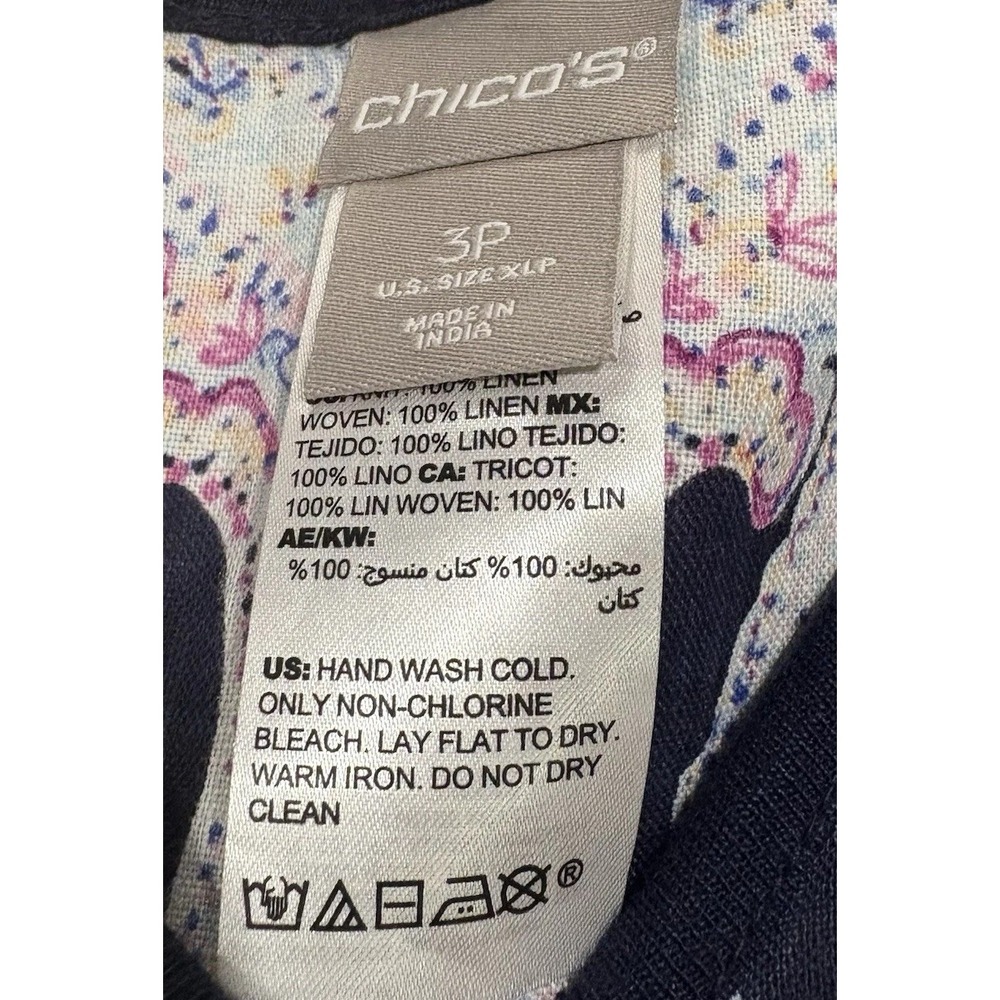 chico's®
3P
U.S. SIZE XLP
MADE IN
INDIA
100% LINEN
WOVEN: 100% LINEN MX:
TEJIDO: 100% LINO TEJIDO:
100% LINO CA: TRICOT:
100% LIN WOVEN: 100% LIN
AE/KW:
محبوك: 100% كتان منسوج: 100%
كتان
US: HAND WASH COLD.
ONLY NON-CHLORINE
BLEACH. LAY FLAT TO DRY.
WARM IRON. DO NOT DRY
CLEAN
®